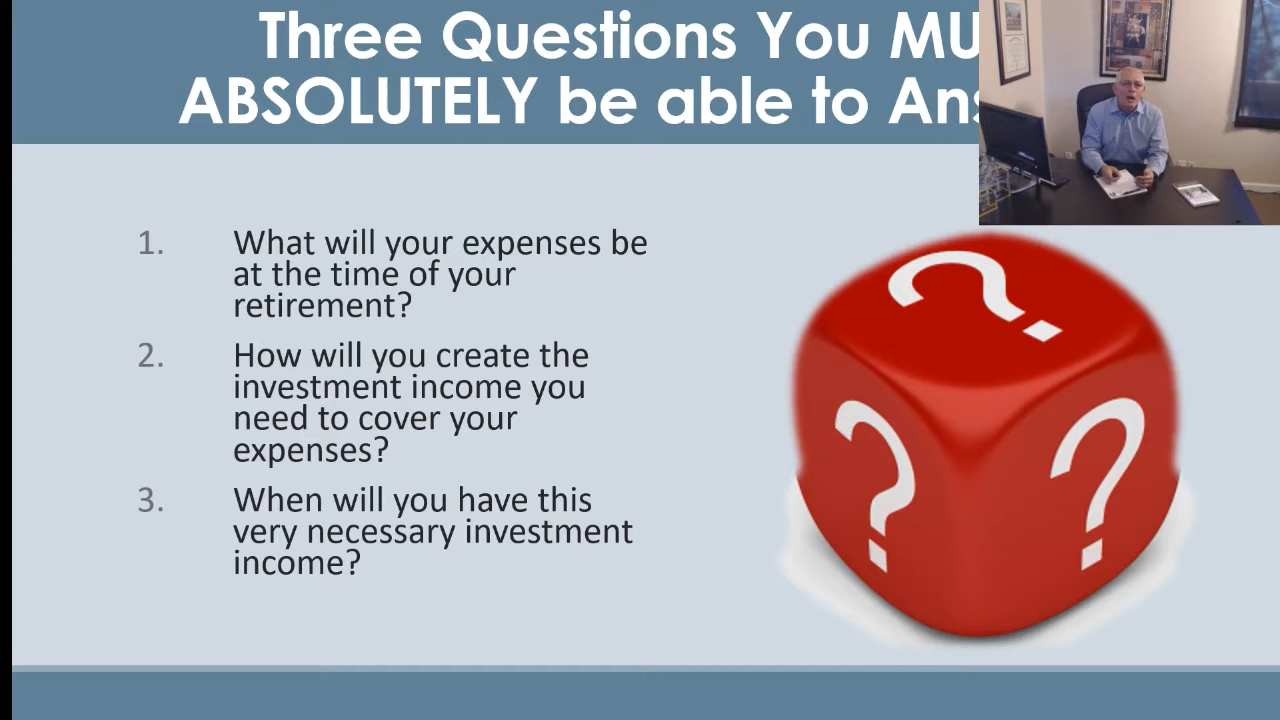 Three Questions You MU
ABSOLUTELY be able to Ans
1. What will your expenses be
at the time of your
retirement?
2. How will you create the
investment income you
need to cover your
expenses?
3. When will you have this
very necessary investment
income?
? ? ?